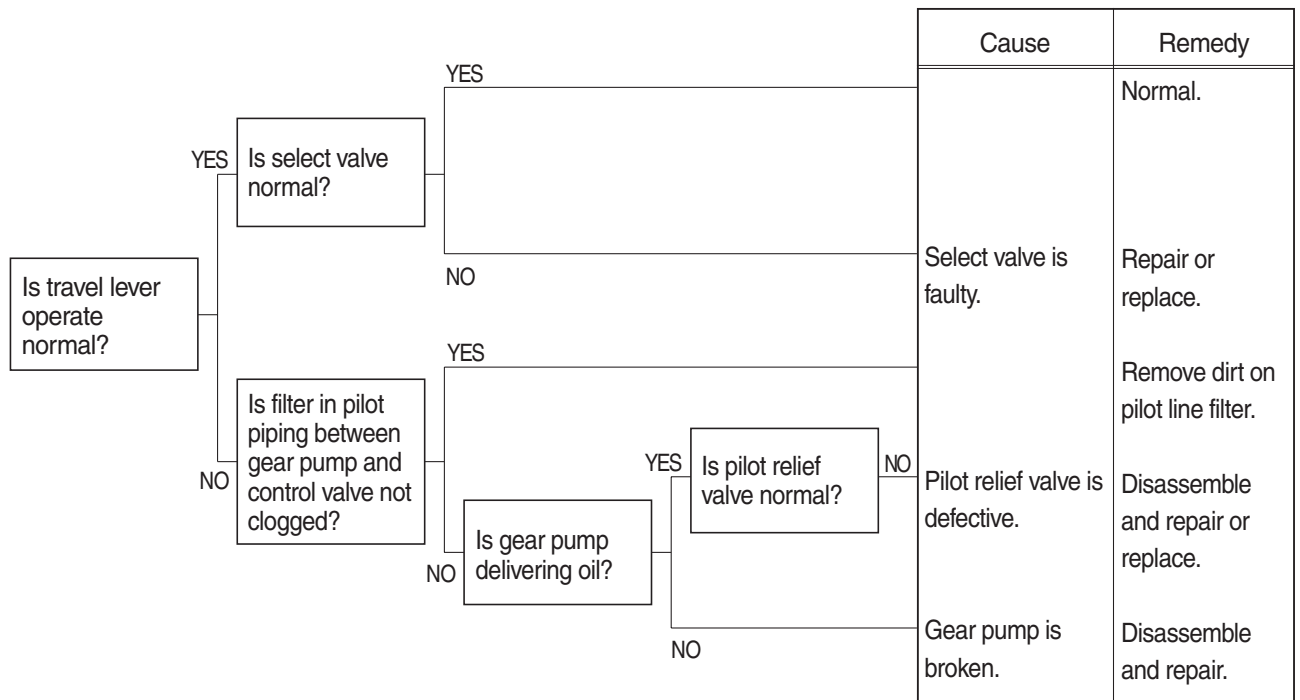 Cause
Remedy
YES
Normal.
YES
Is select valve
normal?
NO
Select valve is
faulty.
Repair or
replace.
Is travel lever
operate
normal?
YES
Remove dirt on
pilot line filter.
NO
Is filter in pilot
piping between
gear pump and
control valve not
clogged?
YES
Is pilot relief
valve normal?
NO
Pilot relief valve is
defective.
Disassemble
and repair or
replace.
NO
Is gear pump
delivering oil?
NO
Gear pump is
broken.
Disassemble
and repair.